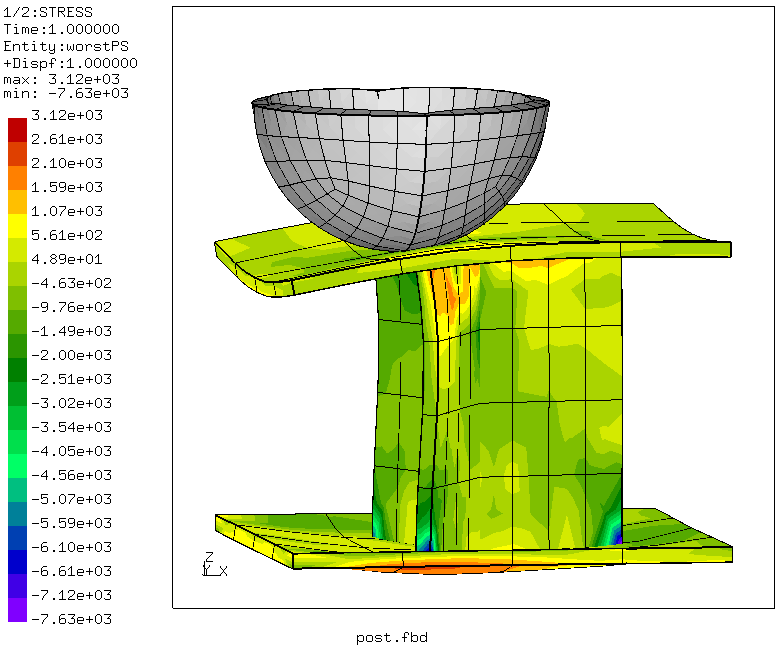 1/2:STRESS
Time:1.000000
Entity:worstPS
+Dispf:1.000000
max: 3.12e+03
min: -7.63e+03
3.12e+03
2.61e+03
2.10e+03
1.59e+03
1.07e+03
5.61e+02
4.89e+01
-4.63e+02
-9.76e+02
-1.49e+03
-2.00e+03
-2.51e+03
-3.02e+03
-3.54e+03
-4.05e+03
-4.56e+03
-5.07e+03
-5.59e+03
-6.10e+03
-6.61e+03
-7.12e+03
-7.63e+03
Z
Y X
post.fbd